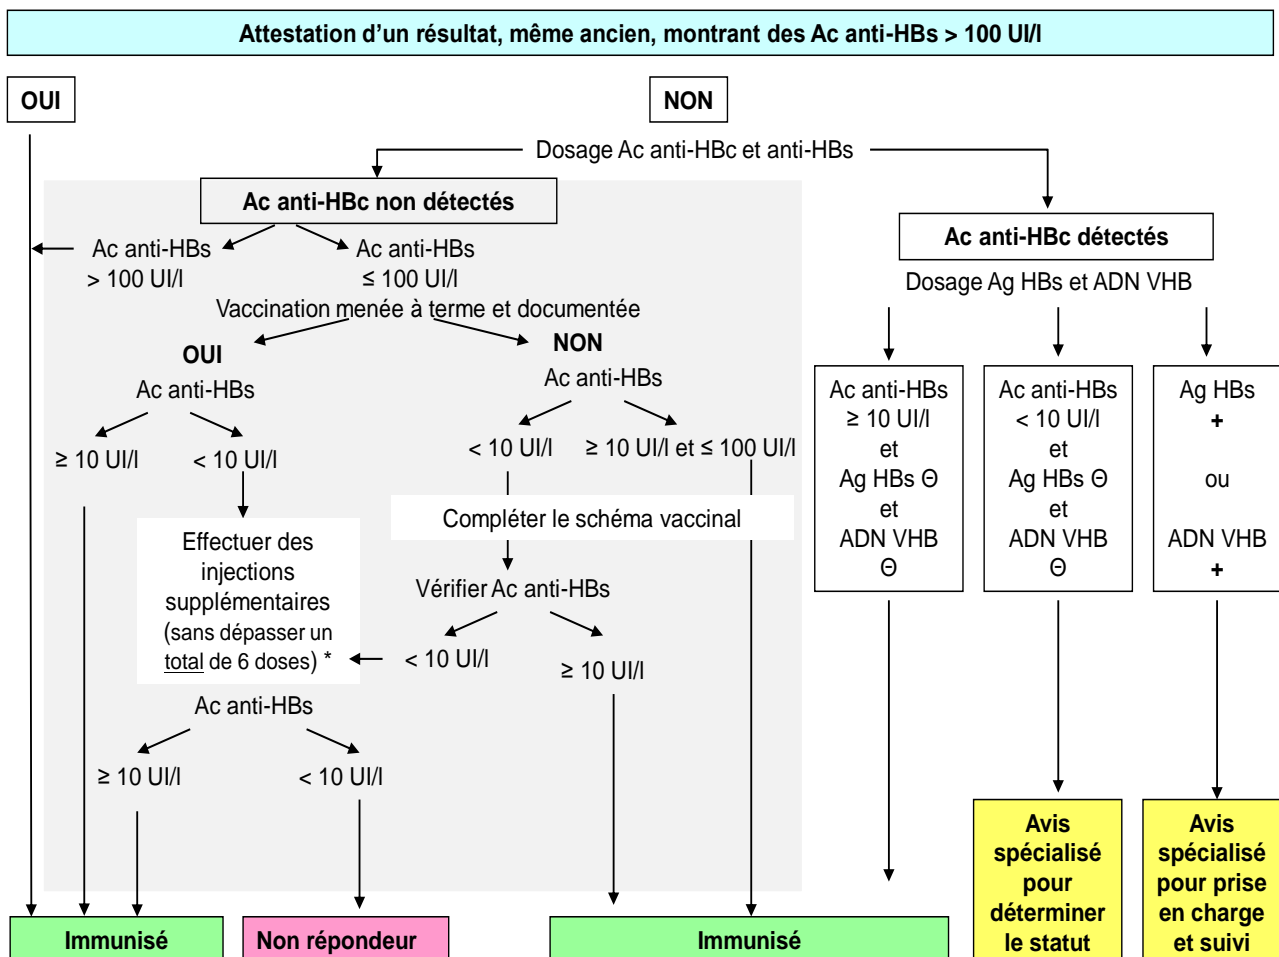 Attestation d'un résultat, même ancien, montrant des Ac anti-HBs > 100 UI/l
OUI
NON
Dosage Ac anti-HBc et anti-HBs
Ac anti-HBc non détectés
Ac anti-HBs
> 100 UI/l
Ac anti-HBs
≤ 100 UI/l
Vaccination menée à terme et documentée
OUI
Ac anti-HBs
≥ 10 UI/l
< 10 UI/l
NON
Ac anti-HBs
< 10 UI/l
≥ 10 UI/l et ≤ 100 UI/l
Effectuer des
injections
supplémentaires
(sans dépasser un
total de 6 doses) *
Compléter le schéma vaccinal
Vérifier Ac anti-HBs
< 10 UI/l
≥ 10 UI/l
Ac anti-HBs
≥ 10 UI/l
< 10 UI/l
Ac anti-HBc détectés
Dosage Ag HBs et ADN VHB
Ac anti-HBs
≥ 10 UI/l
et
Ag HBs Θ
et
ADN VHB
Θ
Ac anti-HBs
< 10 UI/l
et
Ag HBs Θ
et
ADN VHB
Θ
Ag HBs
+
ou
ADN VHB
+
Immunisé
Non répondeur
Immunisé
Avis
spécialisé
pour
déterminer
le statut
Avis
spécialisé
pour prise
en charge
et suivi